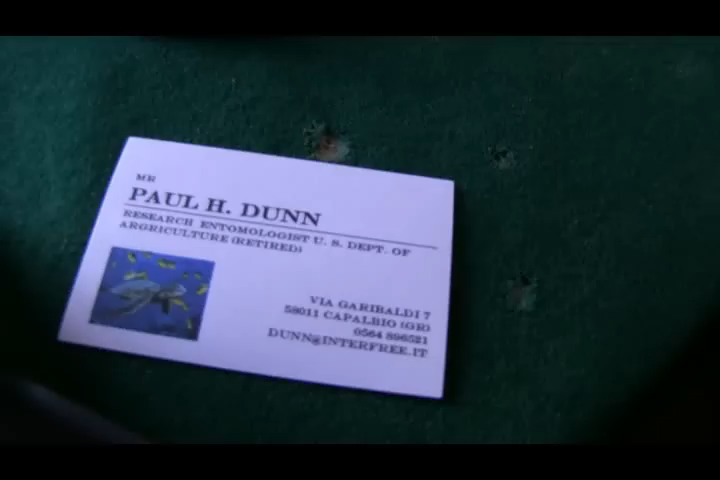 MR
PAUL H. DUNN
RESEARCH ENTOMOLOGIST U. S. DEPT. OF
ARGRICULTURE (RETIRED)
VIA GARIBALDI 7
58011 CAPALBIO (GR)
0564 896521
DUNN@INTERFREE.IT